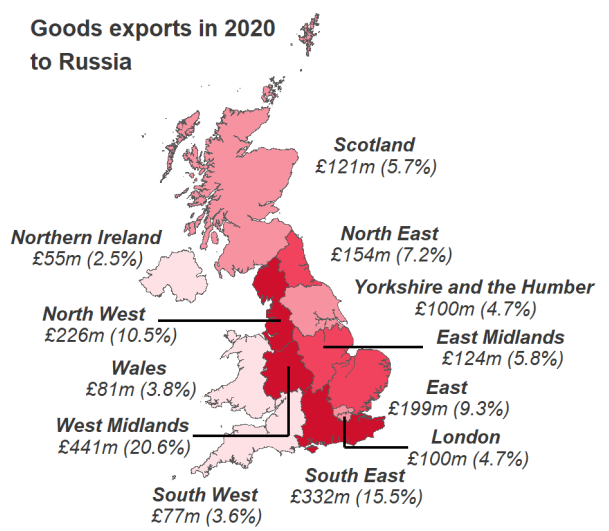 Goods exports in 2020
to Russia
Scotland
£121m (5.7%)
Northern Ireland
£55m (2.5%)
North East
£154m (7.2%)
Yorkshire and the Humber
£100m (4.7%)
North West
£226m (10.5%)
East Midlands
£124m (5.8%)
Wales
£81m (3.8%)
East
£199m (9.3%)
West Midlands
£441m (20.6%)
London
£100m (4.7%)
South East
£332m (15.5%)
South West
£77m (3.6%)